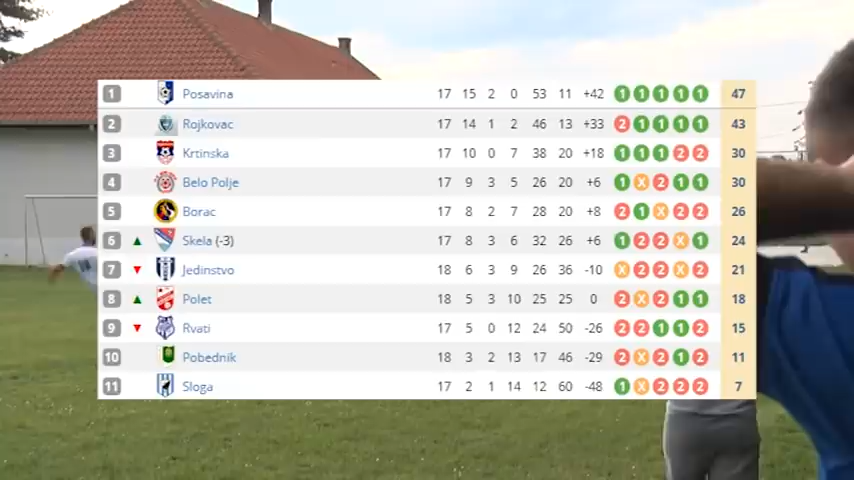 1 Posavina 17 15 2 0 53 11 +42 1 1 1 1 1 47
2 Rojkovac 17 14 1 2 46 13 +33 2 1 1 1 1 43
3 Krtinska 17 10 0 7 38 20 +18 1 1 1 2 2 30
4 Belo Polje 17 9 3 5 26 20 +6 1 X 2 1 1 30
5 Borac 17 8 2 7 28 20 +8 2 1 X 2 2 26
6 Skela (-3) 17 8 3 6 32 26 +6 1 2 2 X 1 24
7 Jedinstvo 18 6 3 9 26 36 -10 X 2 2 X 2 21
8 Polet 18 5 3 10 25 25 0 2 X 2 1 1 18
9 Rvati 17 5 0 12 24 50 -26 2 2 1 1 2 15
10 Pobednik 18 3 2 13 17 46 -29 2 X 2 1 2 11
11 Sloga 17 2 1 14 12 60 -48 1 X 2 2 2 7